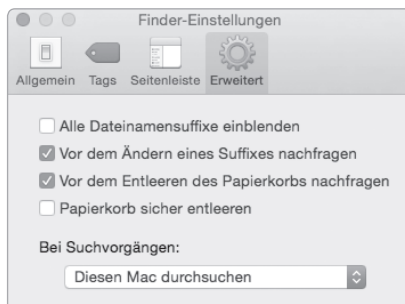 Finder-Einstellungen
Allgemein Tags Seitenleiste Erweitert
Alle Dateinamensuffixe einblenden
Vor dem Ändern eines Suffixes nachfragen
Vor dem Entleeren des Papierkorbs nachfragen
Papierkorb sicher entleeren
Bei Suchvorgängen:
Diesen Mac durchsuchen